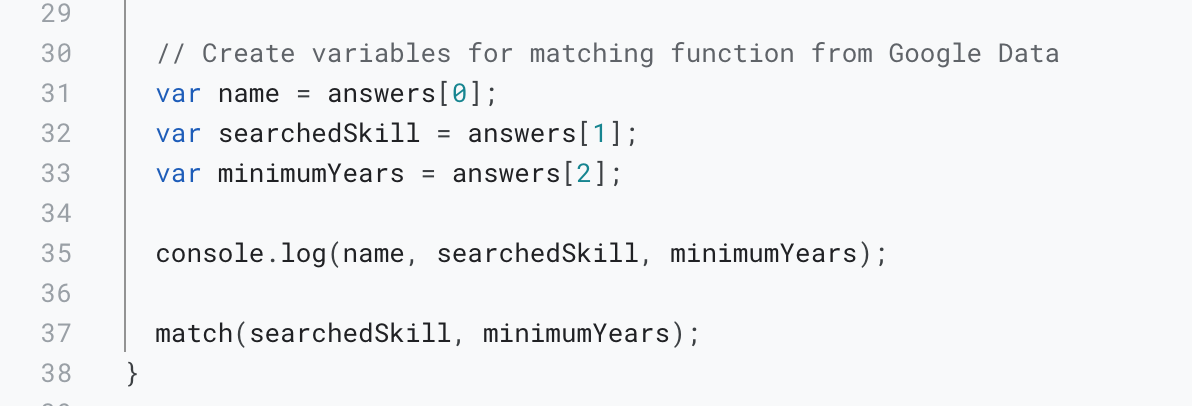 29
30 // Create variables for matching function from Google Data
31 var name = answers[0];
32 var searchedSkill = answers[1];
33 var minimumYears = answers[2];
34
35 console.log(name, searchedSkill, minimumYears);
36
37 match(searchedSkill, minimumYears);
38 }